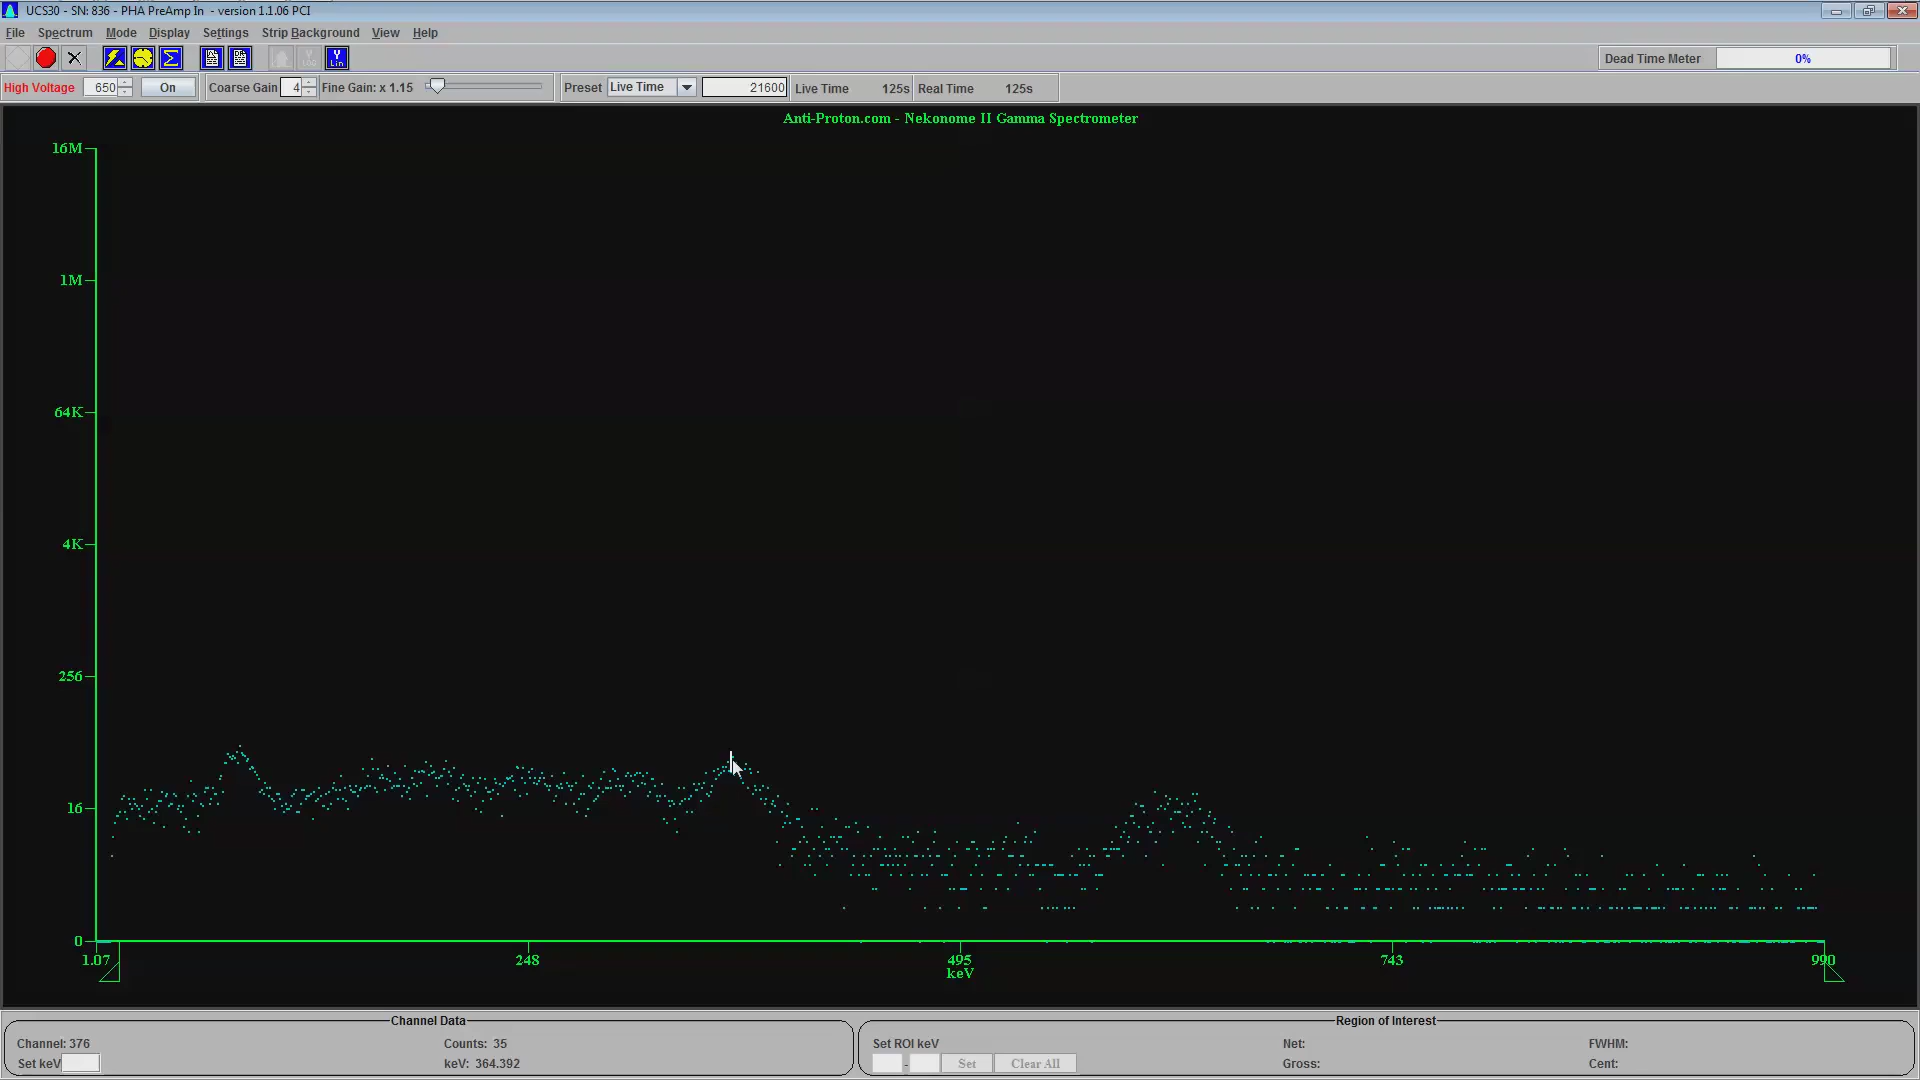 UCS30 - SN: 836 - PHA PreAmp In - version 1.1.06 PCI
File Spectrum Mode Display Settings Strip Background View Help
Y LOG Y Lin Dead Time Meter 0%
High Voltage 650 On Coarse Gain 4 Fine Gain: x 1.15 Preset Live Time 21600 Live Time 125s Real Time 125s
Anti-Proton.com - Nekonome II Gamma Spectrometer
16M
1M
64K
4K
256
16
0
1.07 248 495 743 990
keV
Channel Data Region of Interest
Channel: 376 Counts: 35 Set ROI keV Net: FWHM:
Set keV keV: 364.392 - Set Clear All Gross: Cent: